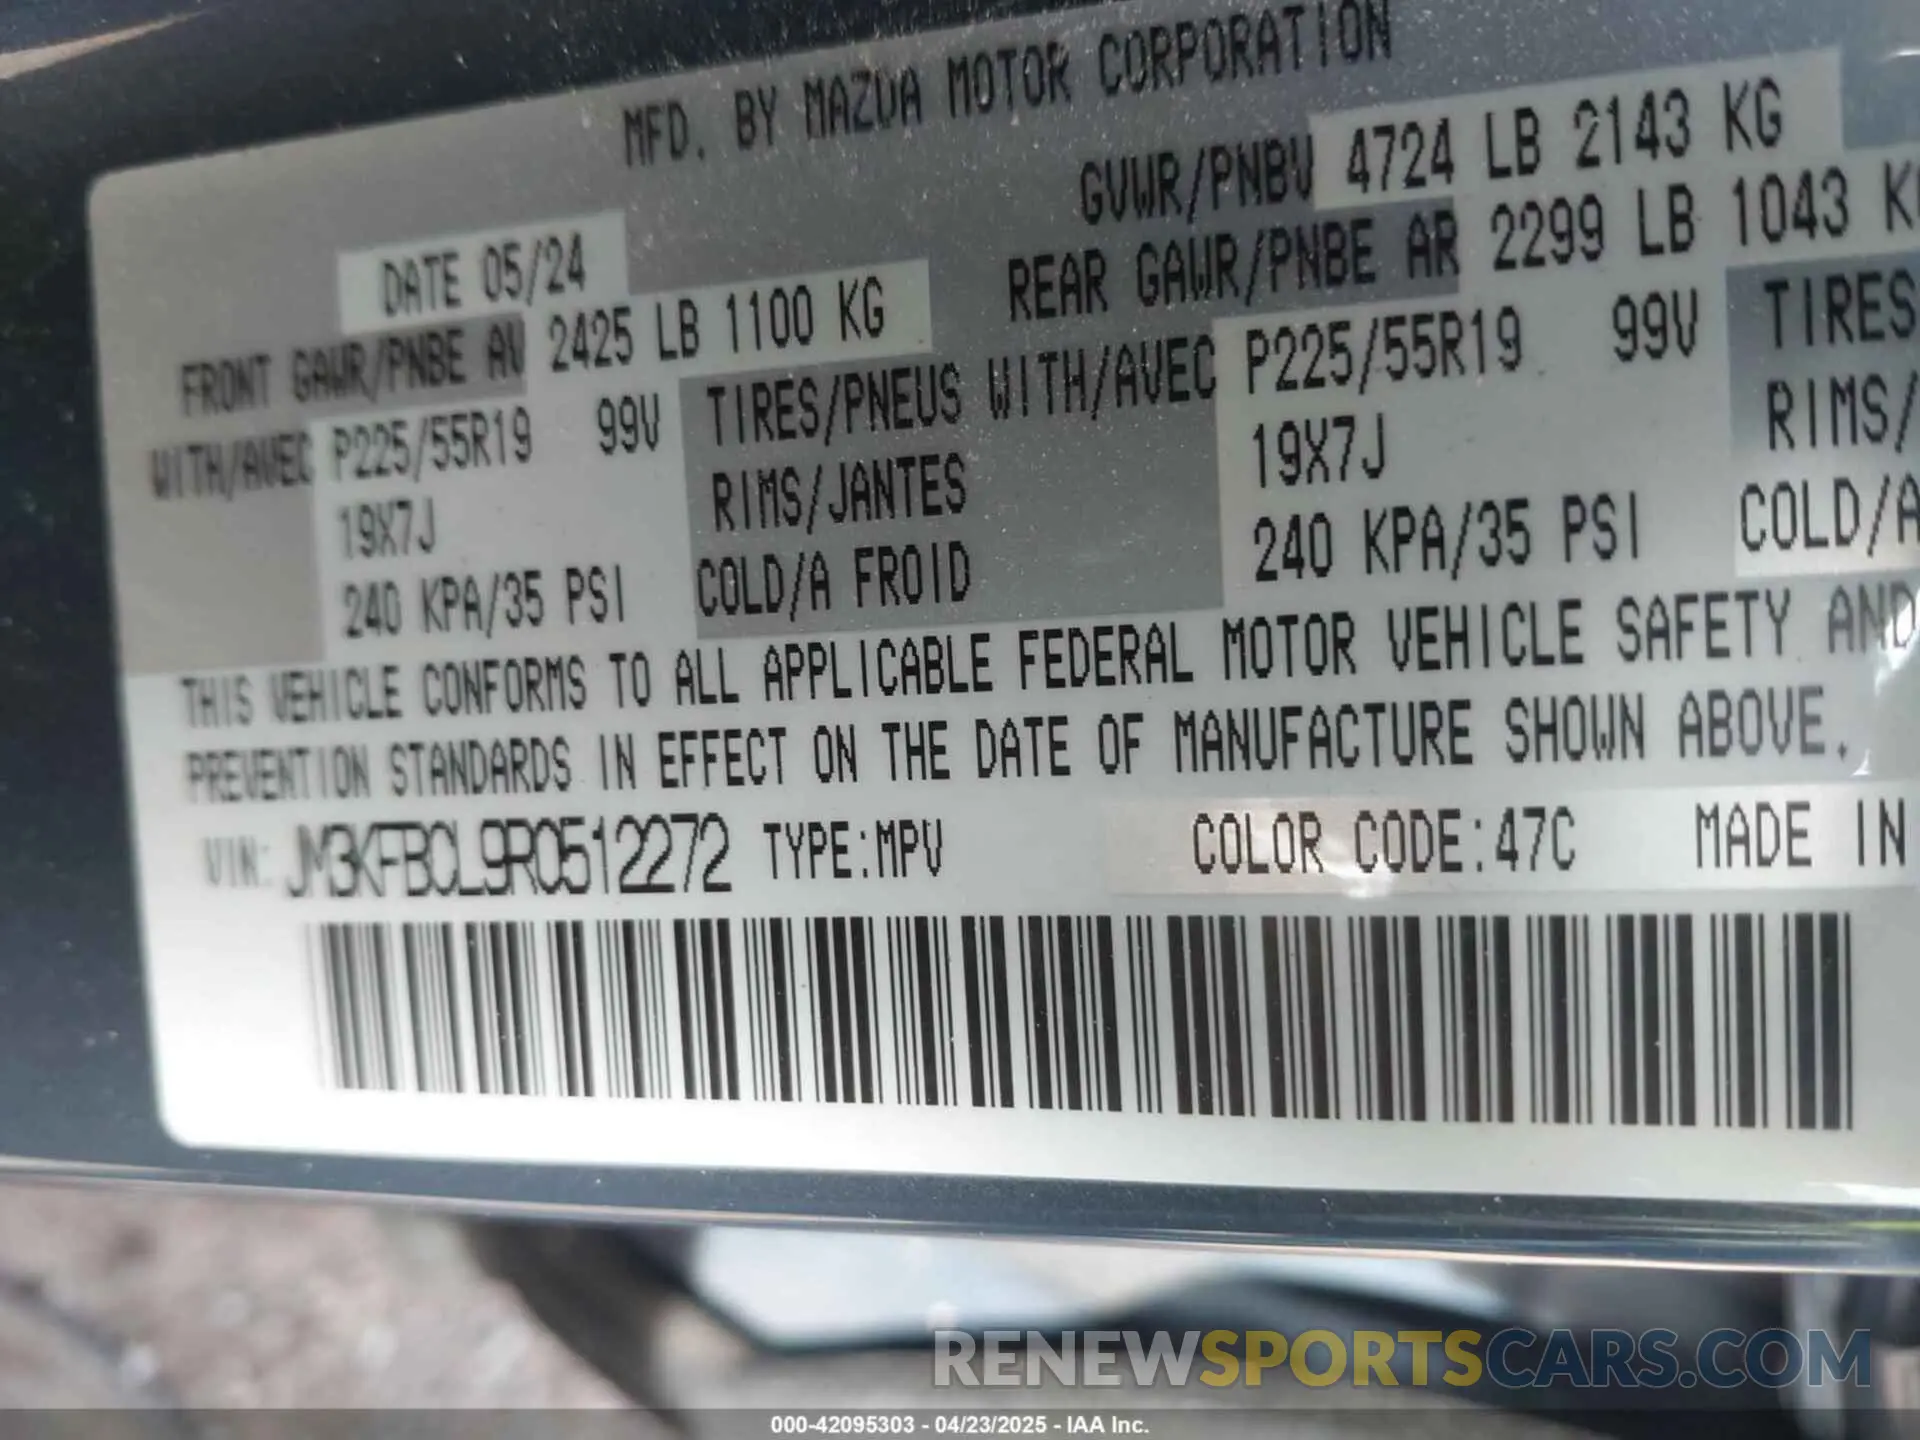 MFD. BY MAZDA MOTOR CORPORATION
DATE 05/24 GVWR/PNBV 4724 LB 2143 KG
FRONT GAWR/PNBE AV 2425 LB 1100 KG REAR GAWR/PNBE AR 2299 LB 1043 KG
WITH/AVEC P225/55R19 99V TIRES/PNEUS WITH/AVEC P225/55R19 99V TIRES
19X7J RIMS/JANTES 19X7J RIMS/
240 KPA/35 PSI COLD/A FROID 240 KPA/35 PSI COLD/A
THIS VEHICLE CONFORMS TO ALL APPLICABLE FEDERAL MOTOR VEHICLE SAFETY AND
PREVENTION STANDARDS IN EFFECT ON THE DATE OF MANUFACTURE SHOWN ABOVE.
VIN: JM3KFBCL9R0512272 TYPE:MPV COLOR CODE:47C MADE IN
RENEWSPORTSCARS.COM
000-42095303 - 04/23/2025 - IAA Inc.